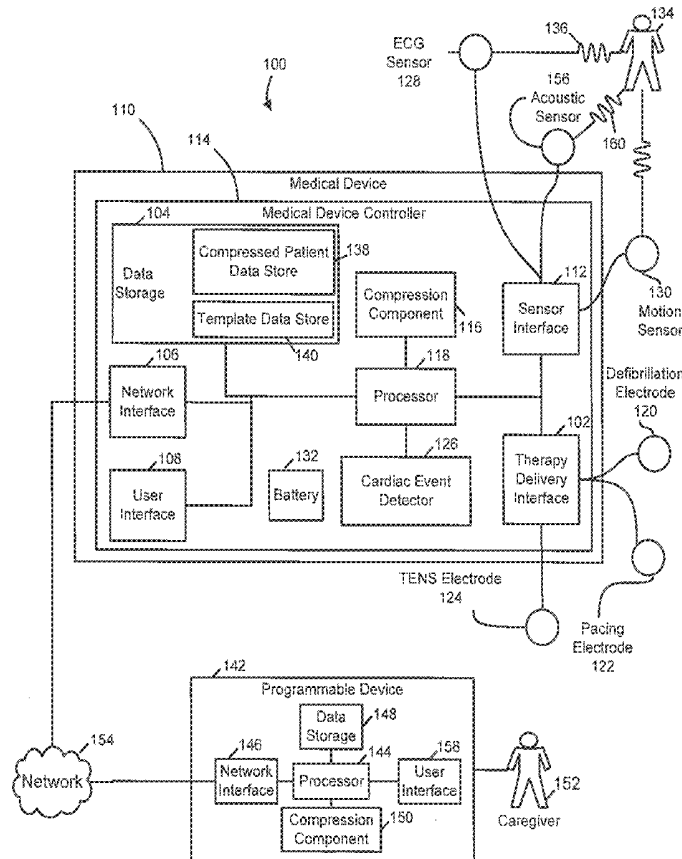 136
134
ECG
Sensor
128
100
156
Acoustic
Sensor
160
110
114
Medical Device
104
Medical Device Controller
Compressed Patient
Data Store
138
Data
Storage
Compression
Component
116
112
Sensor
Interface
130
Motion
Sensor
Template Data Store
140
106
118
Network
Interface
Processor
Defibrillation
Electrode
120
102
108
132
126
User
Interface
Battery
Cardiac Event
Detector
Therapy
Delivery
Interface
TENS Electrode
124
Pacing
Electrode
122
142
Programmable Device
Data
Storage
148
154
146
144
158
Network
Network
Interface
Processor
User
Interface
Compression
Component
150
152
Caregiver